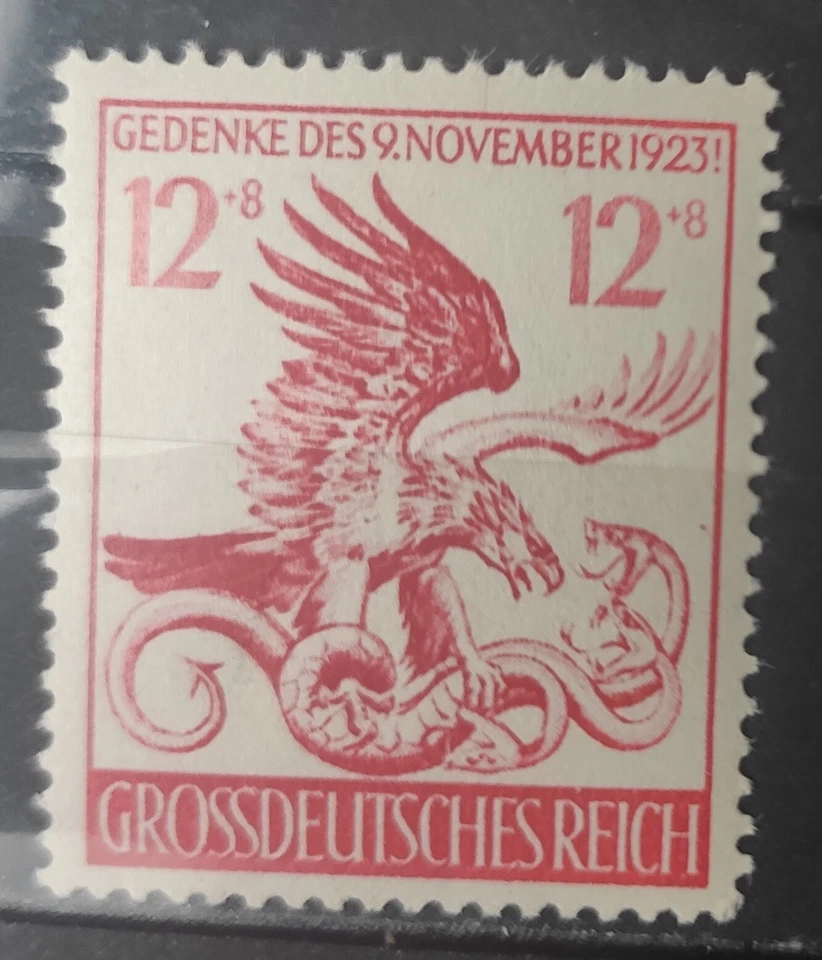 GEDENKE DES 9. NOVEMBER 1923!
12+8 12+8
GROSSDEUTSCHES REICH